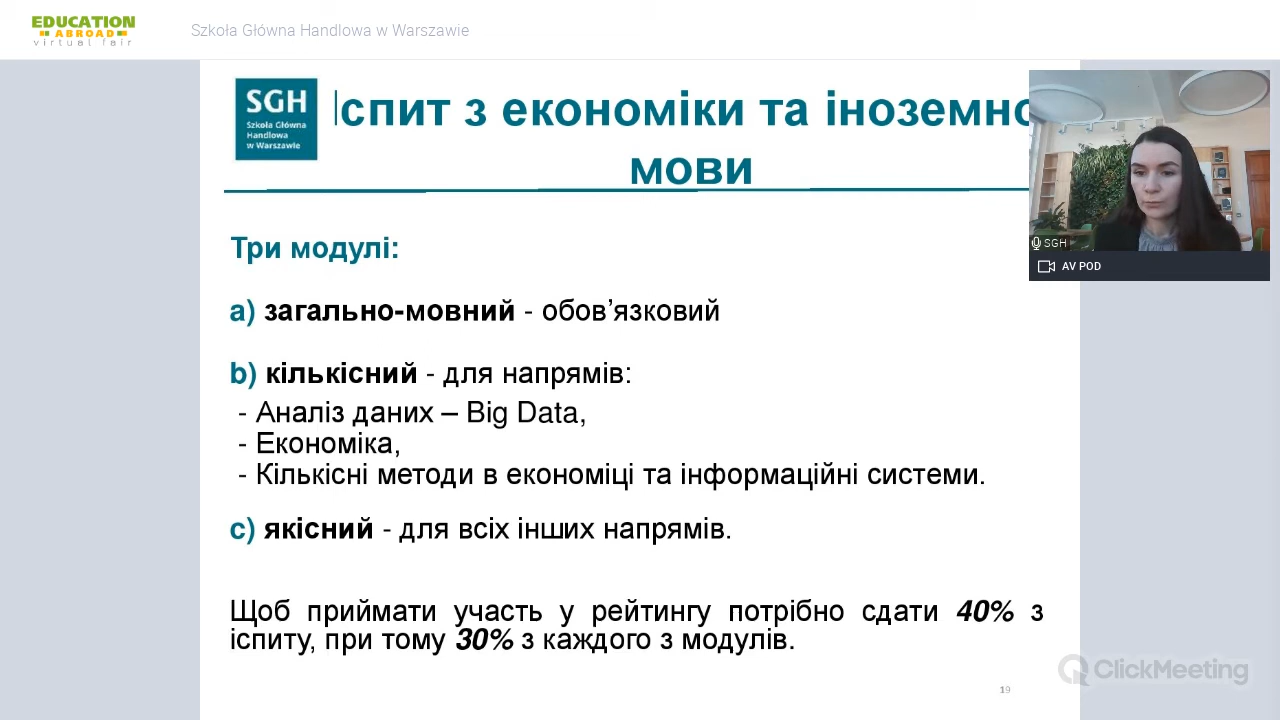 EDUCATION
ABROAD
virtual fair
Szkoła Główna Handlowa w Warszawie
SGH
Szkoła Główna
Handlowa
w Warszawie
Іспит з економіки та іноземно
мови
Три модулі:
a) загально-мовний - обов’язковий
b) кількісний - для напрямів:
- Аналіз даних – Big Data,
- Економіка,
- Кількісні методи в економіці та інформаційні системи.
c) якісний - для всіх інших напрямів.
Щоб приймати участь у рейтингу потрібно сдати 40% з
іспиту, при тому 30% з каждого з модулів.
19
SGH
AV POD
ClickMeeting